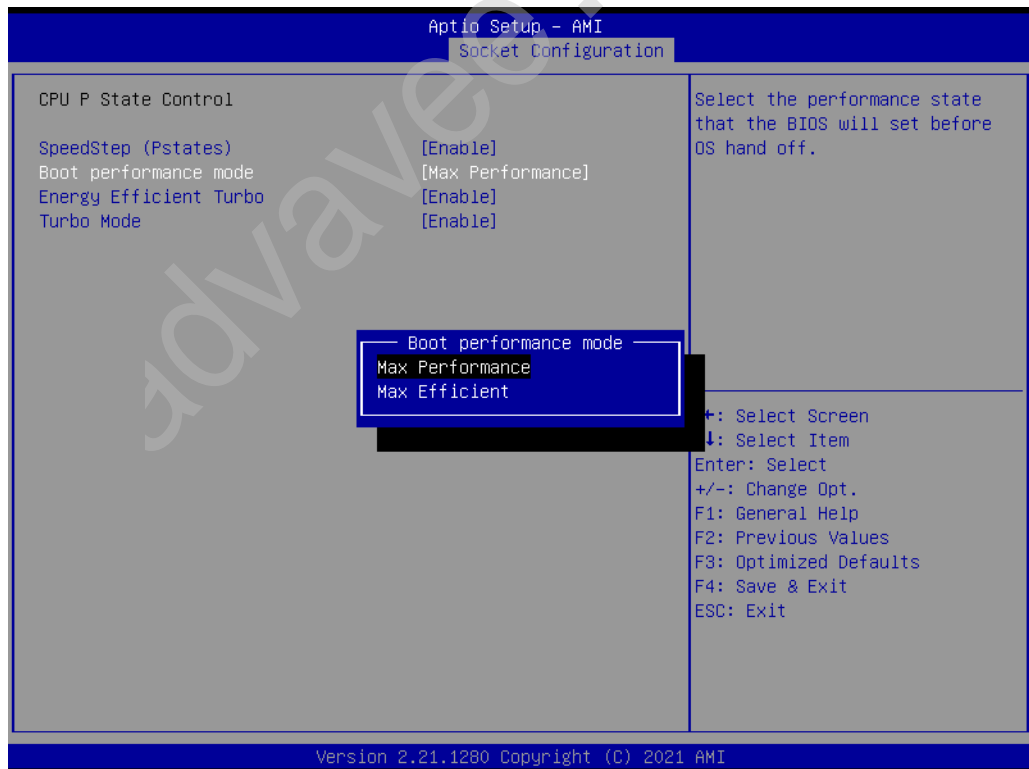 Aptio Setup - AMI
Socket Configuration
CPU P State Control
SpeedStep (Pstates) [Enable]
Boot performance mode [Max Performance]
Energy Efficient Turbo [Enable]
Turbo Mode [Enable]
Select the performance state
that the BIOS will set before
OS hand off.
Boot performance mode
Max Performance
Max Efficient
←: Select Screen
↓: Select Item
Enter: Select
+/-: Change Opt.
F1: General Help
F2: Previous Values
F3: Optimized Defaults
F4: Save & Exit
ESC: Exit
Version 2.21.1280 Copyright (C) 2021 AMI